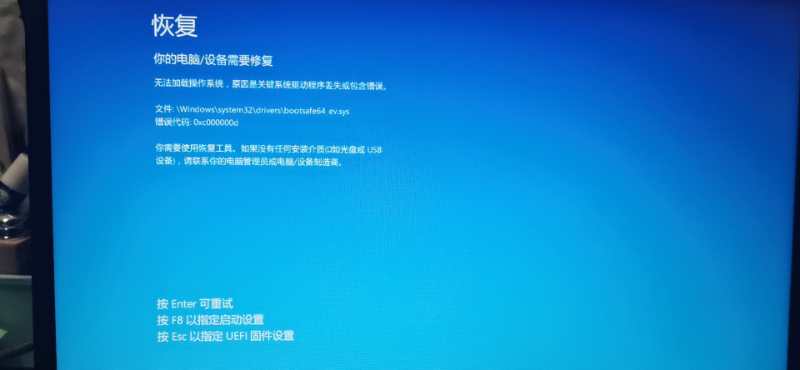 恢复
你的电脑/设备需要修复
无法加载操作系统，原因是关键系统驱动程序丢失或包含错误。
文件: \Windows\system32\drivers\bootsafe64_ev.sys
错误代码: 0xc000000d
你需要使用恢复工具。如果没有任何安装介质(如光盘或 USB
设备)，请联系你的电脑管理员或电脑/设备制造商。
按 Enter 可重试
按 F8 以指定启动设置
按 Esc 以指定 UEFI 固件设置